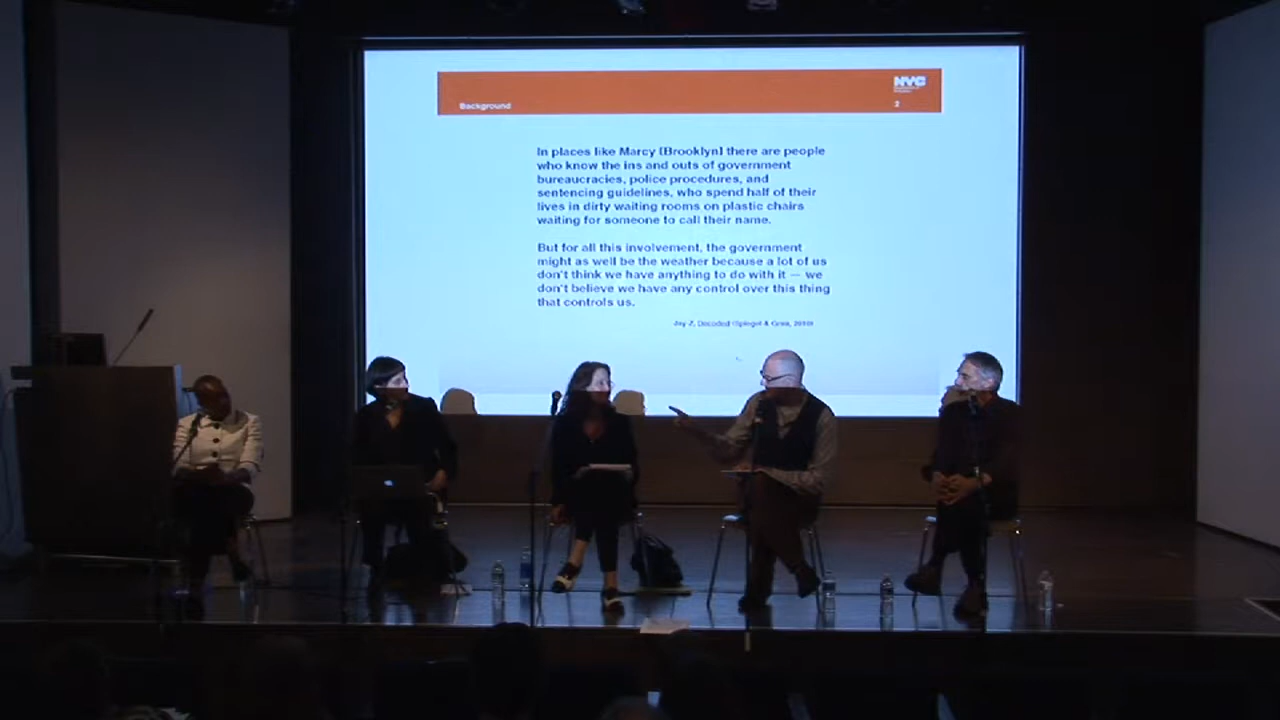 NYC
Background
2
In places like Marcy [Brooklyn] there are people
who know the ins and outs of government
bureaucracies, police procedures, and
sentencing guidelines, who spend half of their
lives in dirty waiting rooms on plastic chairs
waiting for someone to call their name.
But for all this involvement, the government
might as well be the weather because a lot of us
don't think we have anything to do with it — we
don't believe we have any control over this thing
that controls us.
Jay-Z, Decoded (Spiegel & Grau, 2010)